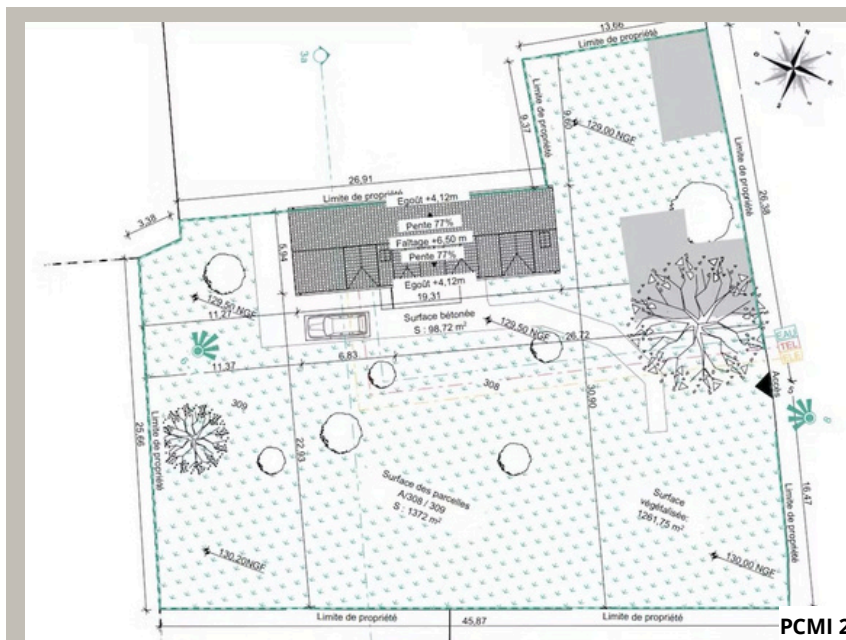 13,66
Limite de propriété
3a
9,37
Limite de propriété
9,60
129,00 NGF
Limite de propriété
26,38
26,91
Limite de propriété
Egoût +4,12m
Pente 77%
Faîtage +6,50 m
Pente 77%
Egoût +4,12m
19,31
3,38
5,94
129,50 NGF
11,27
Surface bétonée
S : 98,72 m²
129,50 NGF
26,72
EAU
TEL
ELE
Accès
6,83
11,37
308
309
30,90
25,66
Limite de propriété
22,93
Surface des parcelles
A/308 / 309
S : 1372 m²
Surface
végétalisée:
1261,75 m²
16,47
Limite de propriété
130,20NGF
130,00 NGF
Limite de propriété
45,87
Limite de propriété
PCMI 2